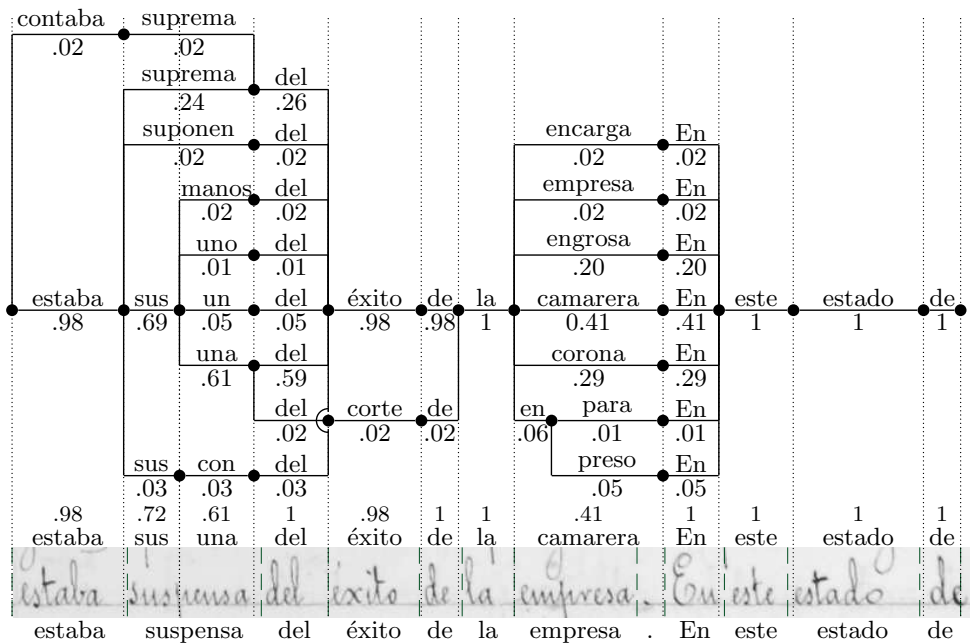 contaba suprema
.02 .02
suprema del
.24 .26
suponen del
.02 .02
manos del
.02 .02
uno del
.01 .01
estaba sus un del éxito de la
.98 .69 .05 .05 .98 .98 1
una del
.61 .59
del corte de
.02 .02 .02
sus con del
.03 .03 .03
encarga En
.02 .02
empresa En
.02 .02
engrosa En
.20 .20
camarera En este estado de
0.41 .41 1 1 1
corona En
.29 .29
en para En
.06 .01 .01
preso En
.05 .05
.98 .72 .61 1 .98 1 1 .41 1 1 1 1
estaba sus una del éxito de la camarera En este estado de
estaba suspensa del éxito de la empresa. En este estado de
estaba suspensa del éxito de la empresa . En este estado de